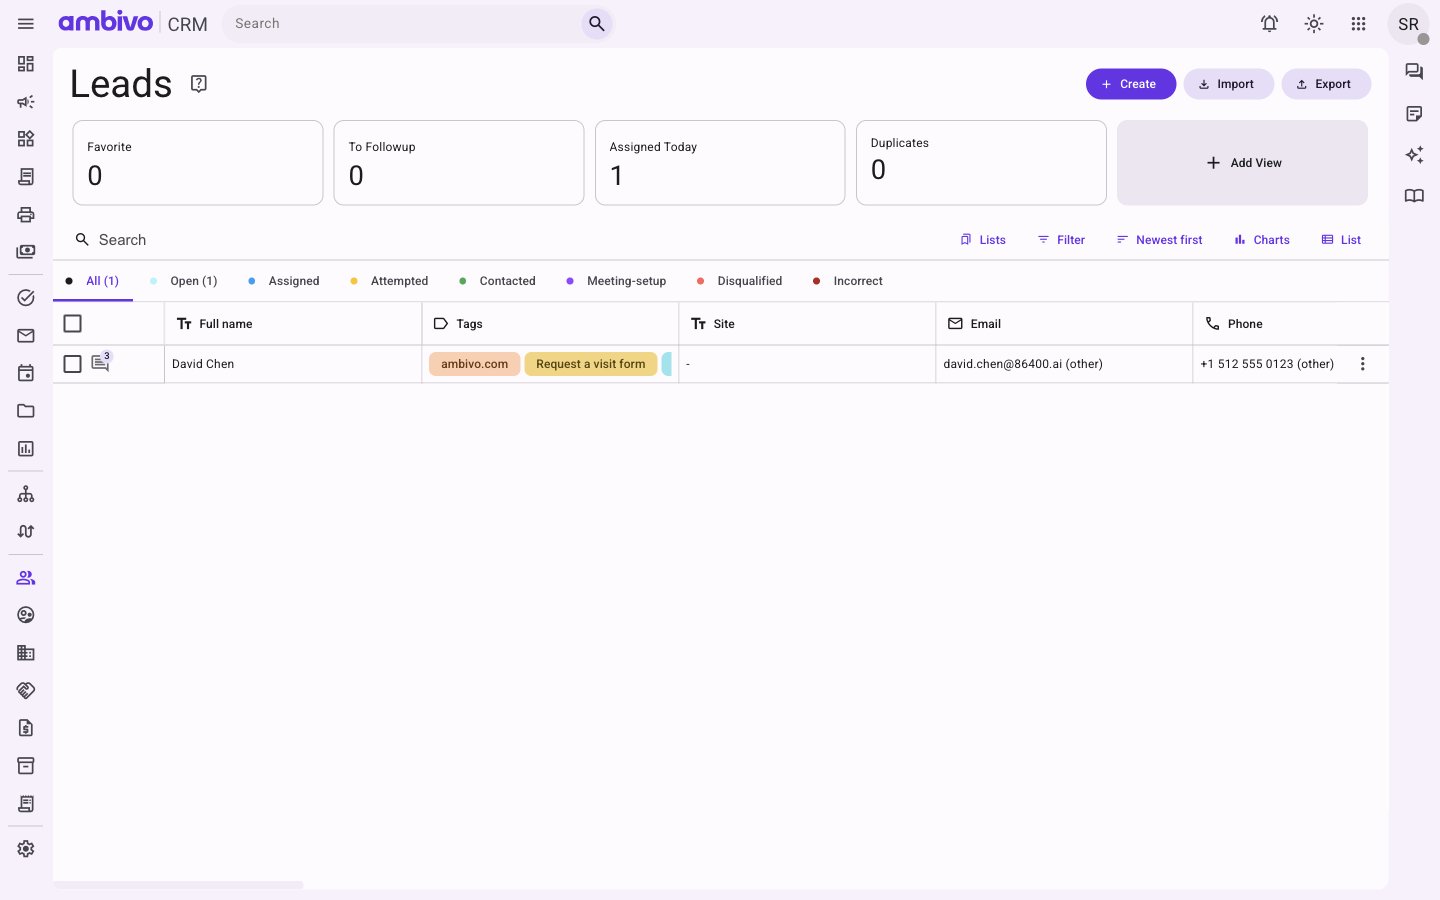 ambivo CRM Search SR
Leads
Create Import Export
Favorite To Followup Assigned Today Duplicates
0 0 1 0
Add View
Search Lists Filter Newest first Charts List
All (1) Open (1) Assigned Attempted Contacted Meeting-setup Disqualified Incorrect
Full name Tags Site Email Phone
3 David Chen ambivo.com Request a visit form - david.chen@86400.ai (other) +1 512 555 0123 (other)